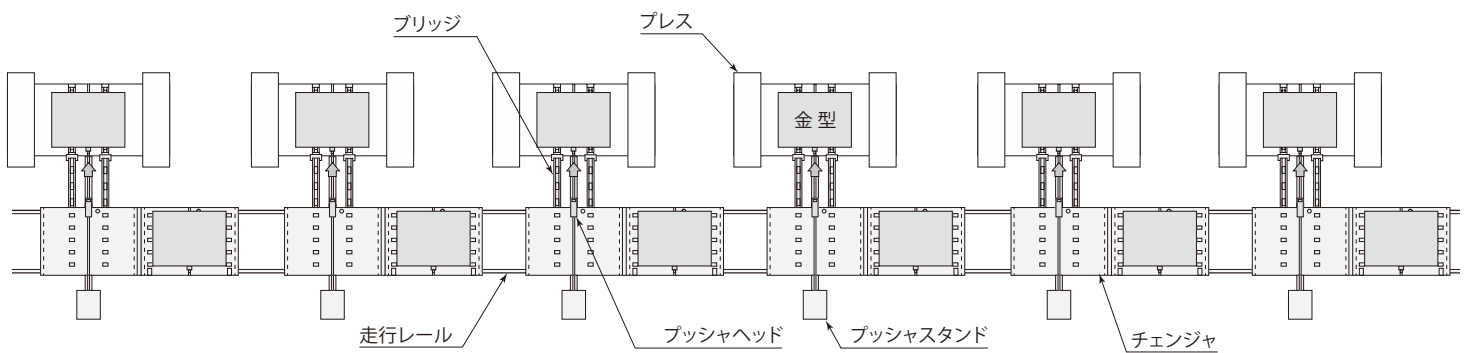 ブリッジ
プレス
金型
走行レール
プッシャヘッド
プッシャスタンド
チェンジャ